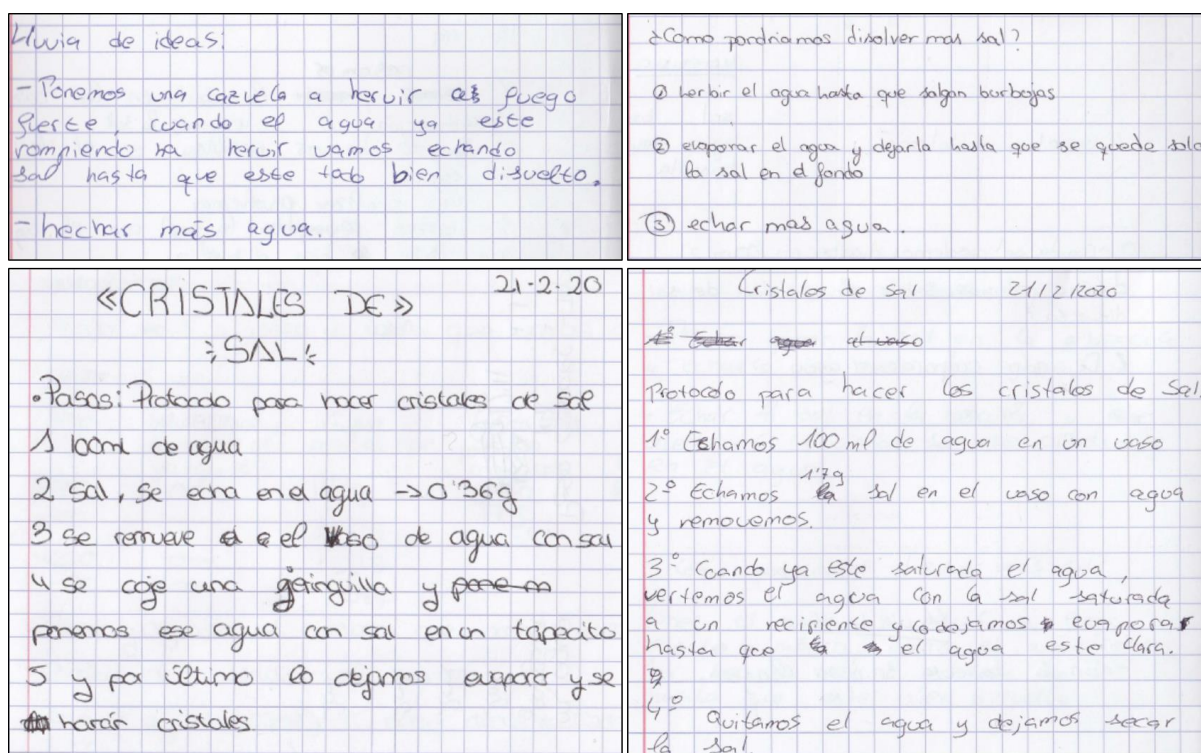 Lluvia de ideas:
- Ponemos una cazuela a hervir a fuego
fuerte, cuando el agua ya este
rompiendo ha hervir vamos echando
sal hasta que este todo bien disuelto.
- hechar más agua.
¿Como pordriamos disolver mas sal?
① herbir el agua hasta que salgan burbojas
② evaporar el agua y dejarla hasta que se quede solo
la sal en el fondo
③ echar mas agua.
21-2-20
«CRISTALES DE»
SAL
• Pasos: Protocolo para hacer cristales de sal
1 100ml de agua
2 sal, se echa en el agua -> 0'36g
3 se remueve el vaso de agua con sal
4 se coje una geringuilla y
ponemos ese agua con sal en un tapecito
5 y por último lo dejamos evaporar y se
harán cristales
Cristales de sal 21/2/2020
1º Echar agua al vaso
Protocolo para hacer los cristales de Sal
1º Echamos 100 ml de agua en un vaso
2º Echamos 1'79 sal en el vaso con agua
y removemos.
3º Cuando ya este saturada el agua,
vertemos el agua con la sal saturada
a un recipiente y lo dejamos evaporar
hasta que el agua este clara.
4º Quitamos el agua y dejamos secar
la sal.